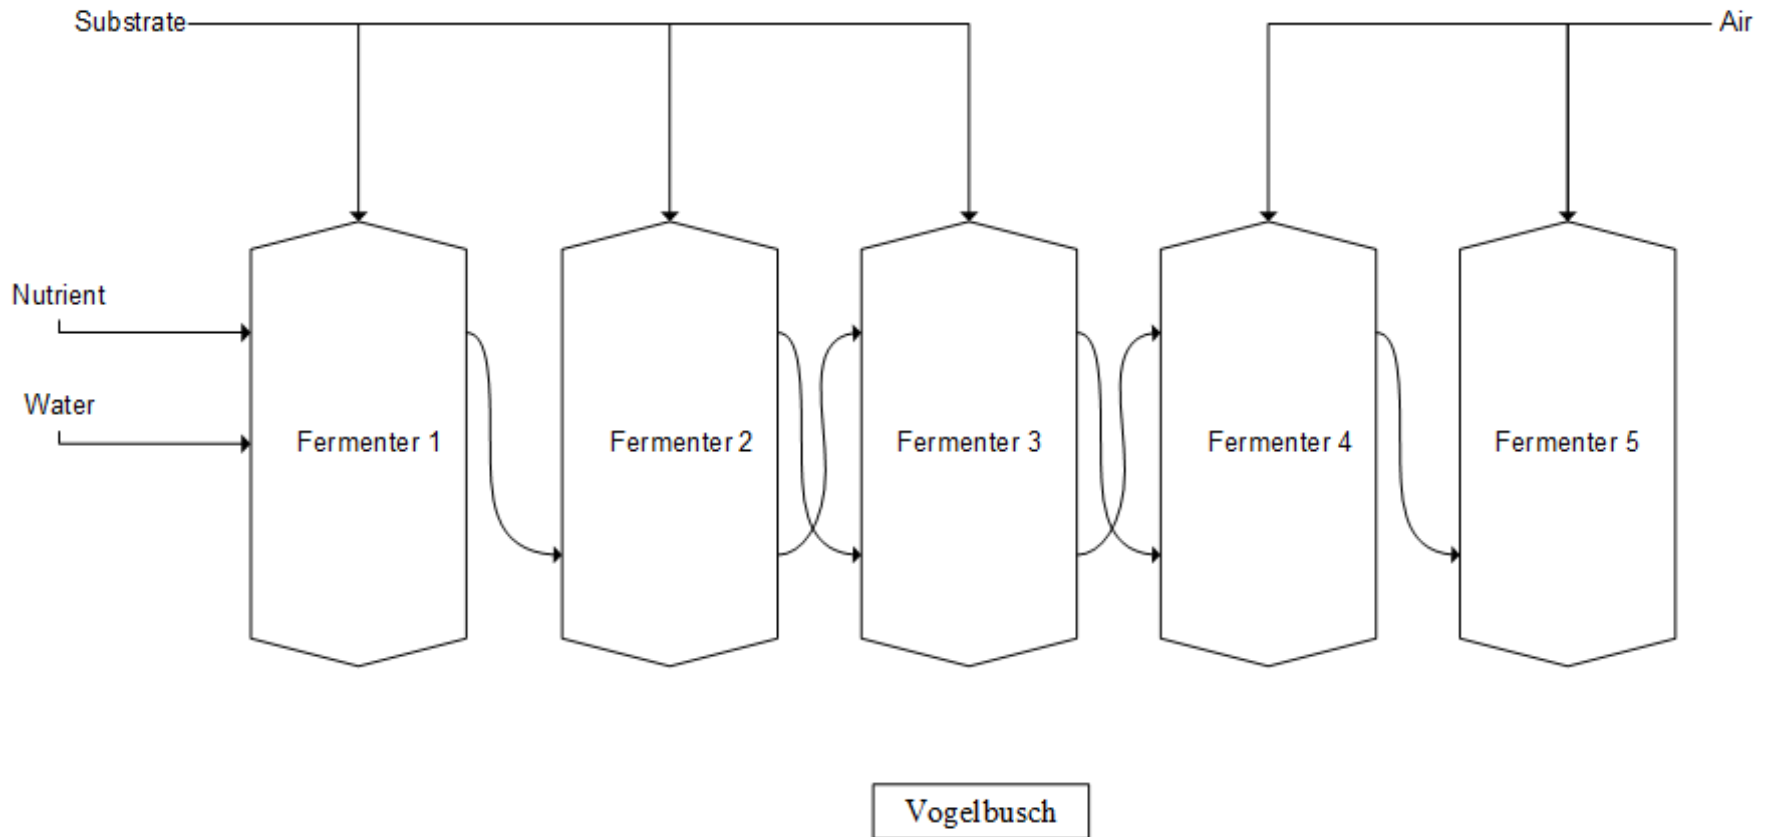 Substrate
Air
Nutrient
Water
Fermenter 1
Fermenter 2
Fermenter 3
Fermenter 4
Fermenter 5
Vogelbusch